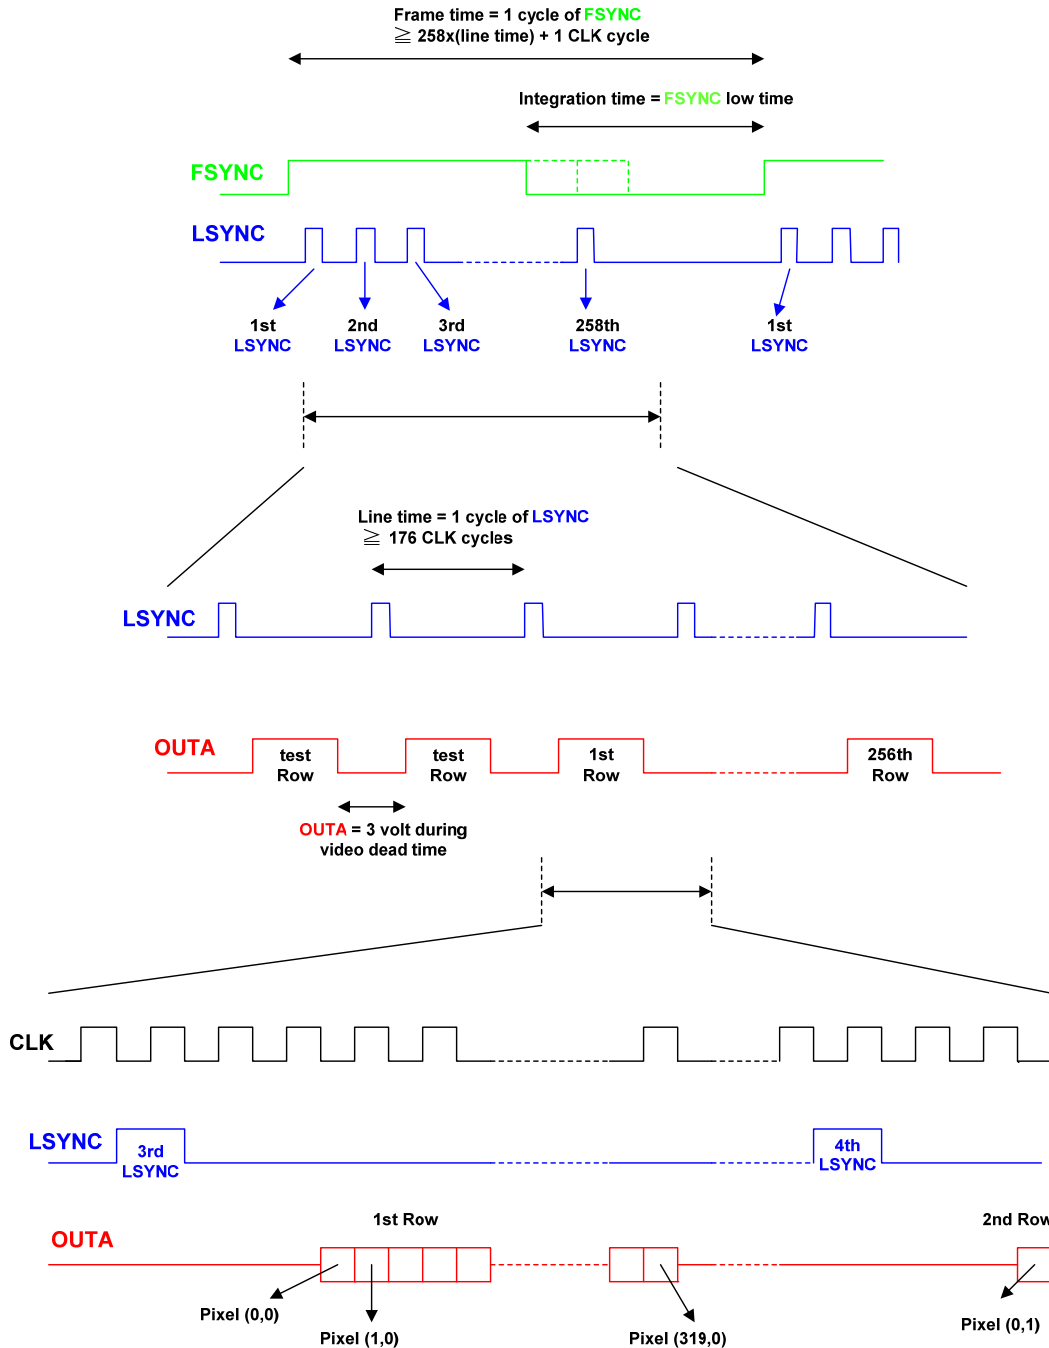 Frame time = 1 cycle of FSYNC
≧ 258x(line time) + 1 CLK cycle
Integration time = FSYNC low time
FSYNC
LSYNC
1st
LSYNC
2nd
LSYNC
3rd
LSYNC
258th
LSYNC
1st
LSYNC
Line time = 1 cycle of LSYNC
≧ 176 CLK cycles
LSYNC
OUTA
test
Row
test
Row
1st
Row
256th
Row
OUTA = 3 volt during
video dead time
CLK
LSYNC
3rd
LSYNC
4th
LSYNC
1st Row
2nd Row
OUTA
Pixel (0,0)
Pixel (1,0)
Pixel (319,0)
Pixel (0,1)